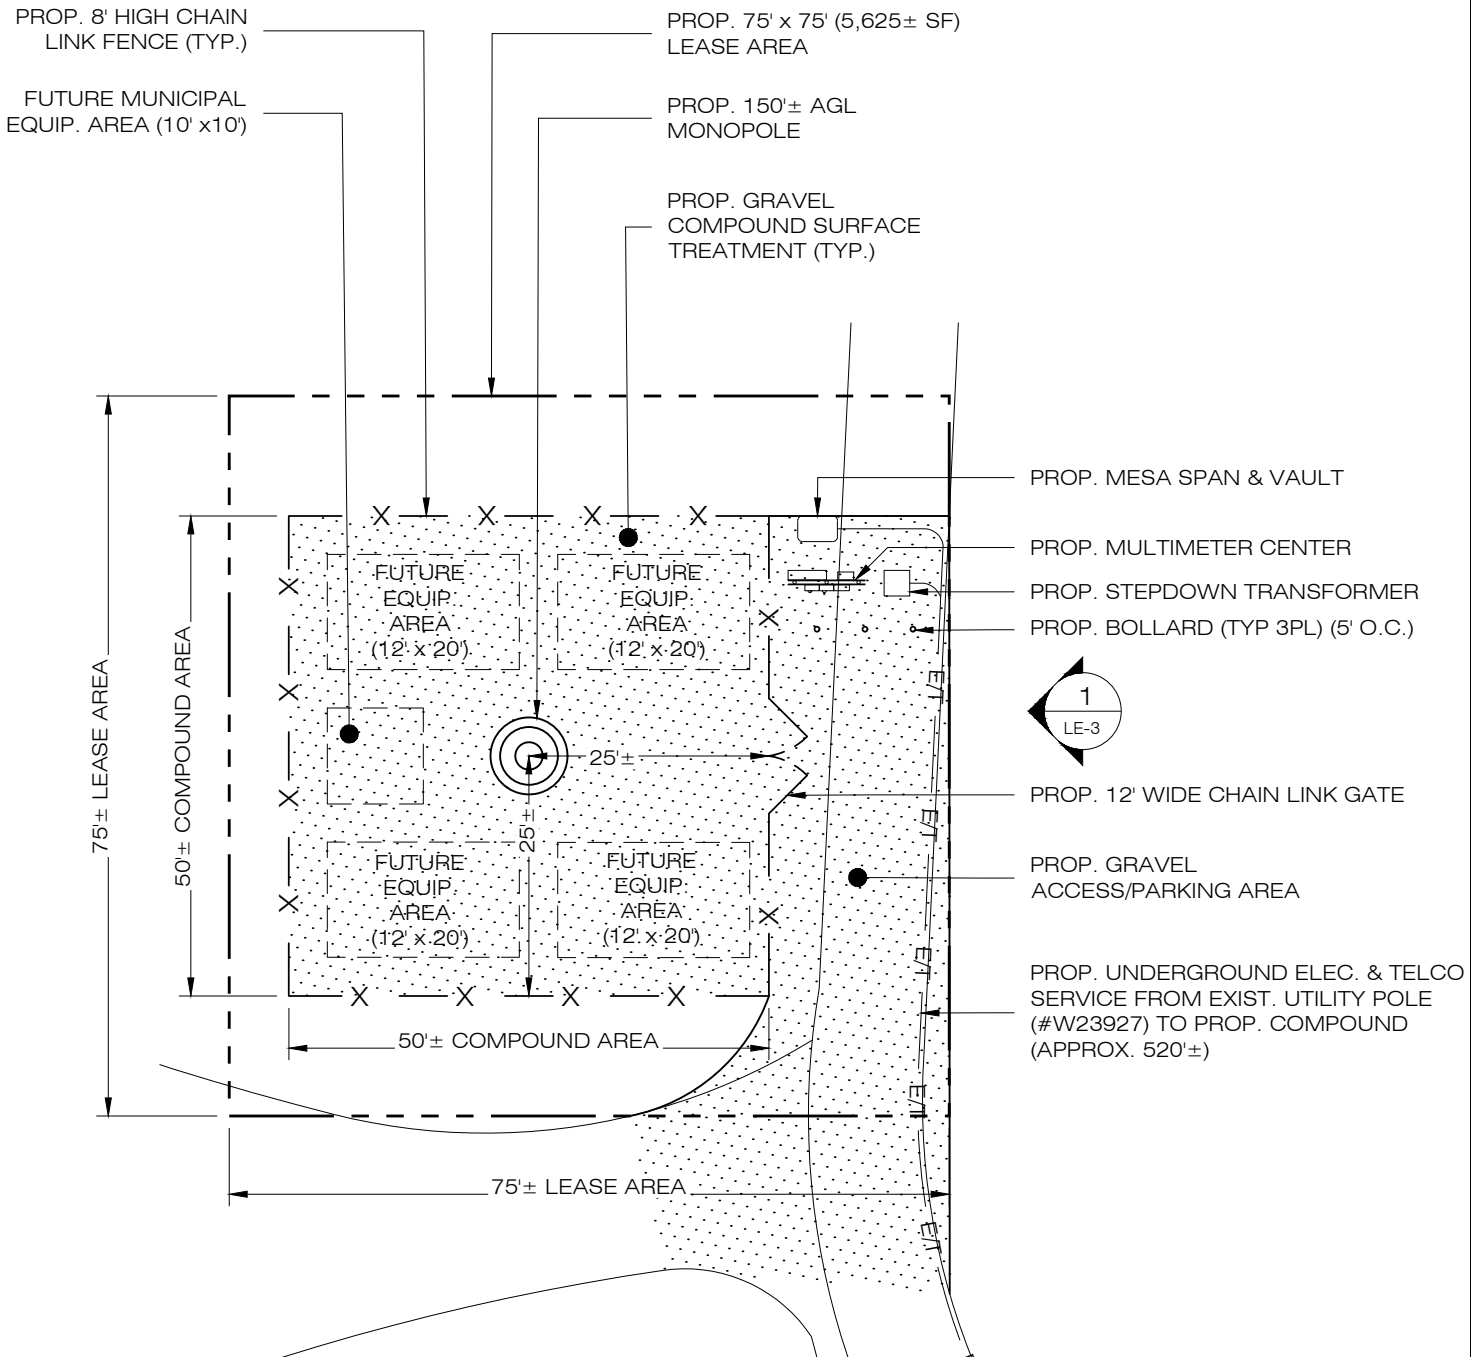 PROP. 8' HIGH CHAIN
LINK FENCE (TYP.)
FUTURE MUNICIPAL
EQUIP. AREA (10' x10')
PROP. 75' x 75' (5,625± SF)
LEASE AREA
PROP. 150'± AGL
MONOPOLE
PROP. GRAVEL
COMPOUND SURFACE
TREATMENT (TYP.)
75'± LEASE AREA
50'± COMPOUND AREA
X X X X
FUTURE
EQUIP.
AREA
(12' x 20')
FUTURE
EQUIP.
AREA
(12' x 20')
X
X
X
X
X
X
25'±
25'±
FUTURE
EQUIP.
AREA
(12' x 20')
FUTURE
EQUIP.
AREA
(12' x 20')
X X X X
50'± COMPOUND AREA
75'± LEASE AREA
PROP. MESA SPAN & VAULT
PROP. MULTIMETER CENTER
PROP. STEPDOWN TRANSFORMER
PROP. BOLLARD (TYP 3PL) (5' O.C.)
1
LE-3
PROP. 12' WIDE CHAIN LINK GATE
PROP. GRAVEL
ACCESS/PARKING AREA
PROP. UNDERGROUND ELEC. & TELCO
SERVICE FROM EXIST. UTILITY POLE
(#W23927) TO PROP. COMPOUND
(APPROX. 520'±)
E/T
E/T
E/T
E/T
E/T